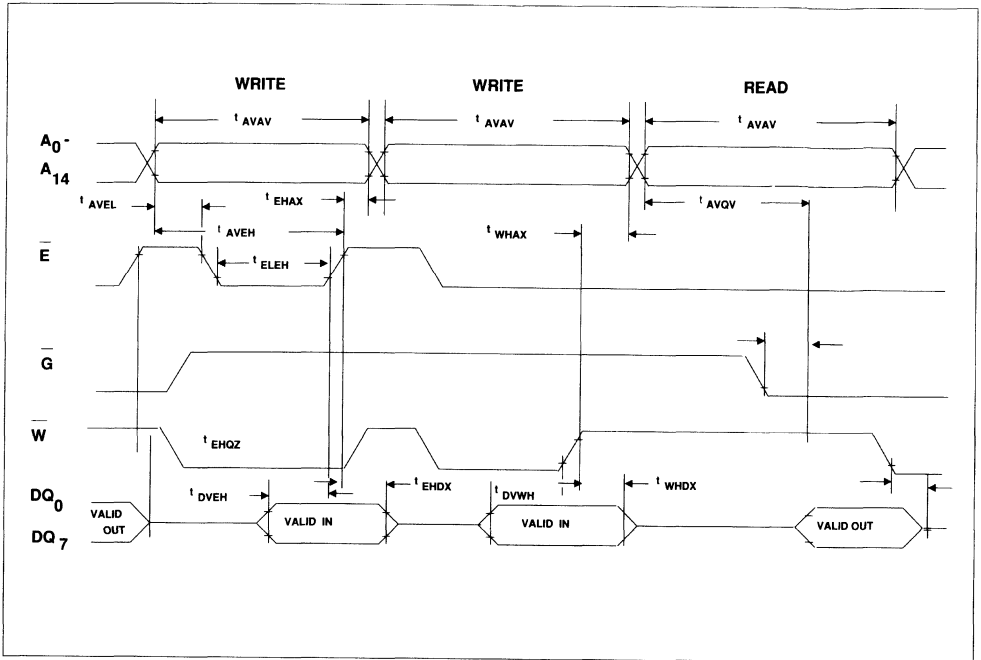 WRITE WRITE READ
t AVAV t AVAV t AVAV
A0 -
A14
t AVEL t EHAX t AVQV
t AVEH t WHAX
E
t ELEH
G
W
t EHQZ
DQ0 t DVEH t EHDX t DVWH t WHDX
VALID OUT VALID IN VALID IN VALID OUT
DQ7